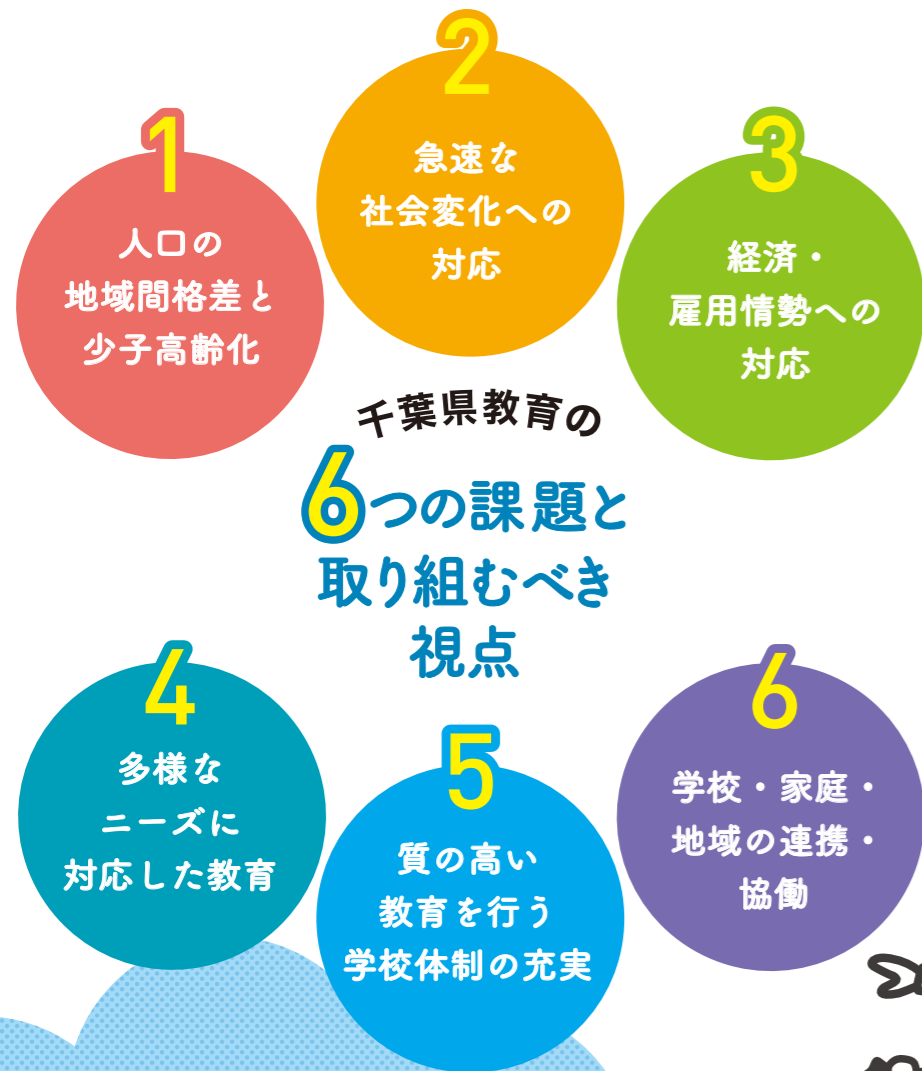 1
人口の
地域間格差と
少子高齢化
2
急速な
社会変化への
対応
3
経済・
雇用情勢への
対応
千葉県教育の
6つの課題と
取り組むべき
視点
4
多様な
ニーズに
対応した教育
5
質の高い
教育を行う
学校体制の充実
6
学校・家庭・
地域の連携・
協働